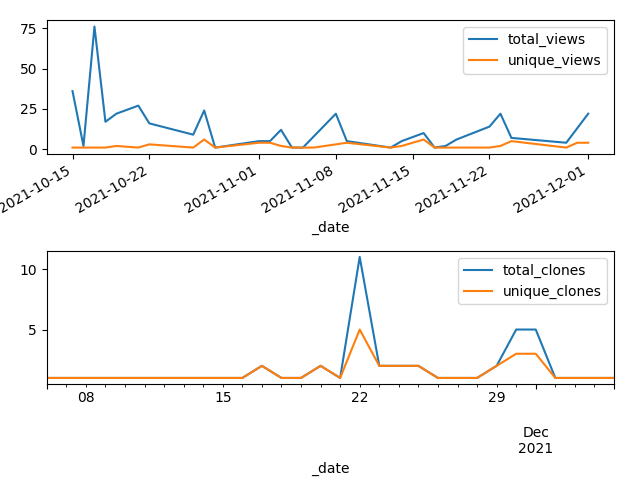 75
50
25
0
total_views
unique_views
2021-10-15
2021-10-22
2021-11-01
2021-11-08
2021-11-15
2021-11-22
2021-12-01
_date
10
5
total_clones
unique_clones
08 15 22 29
Dec
2021
_date